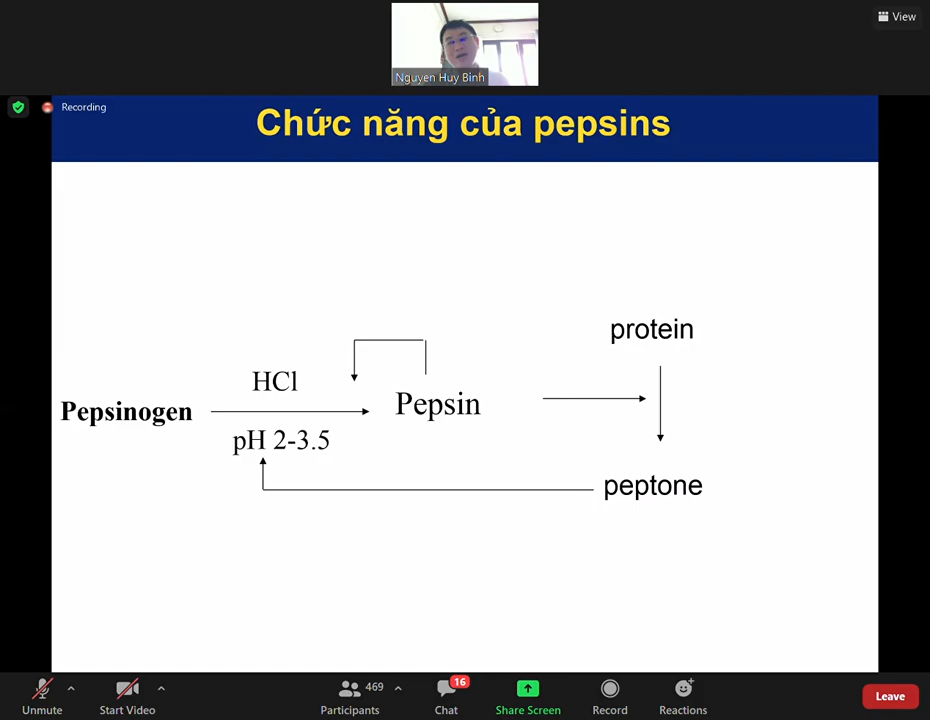 View
Nguyen Huy Binh
Recording
Chức năng của pepsins
protein
HCl
Pepsinogen
Pepsin
pH 2-3.5
peptone
469
16
Unmute
Start Video
Participants
Chat
Share Screen
Record
Reactions
Leave